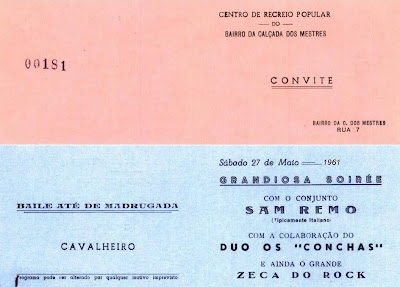 00181
CENTRO DE RECREIO POPULAR
DO
BAIRRO DA CALÇADA DOS MESTRES
CONVITE
BAIRRO DA C. DOS MESTRES
RUA 7
BAILE ATÉ DE MADRUGADA
CAVALHEIRO
programa pode ser alterado por qualquer motivo imprevisto
Sábado 27 de Maio 1961
GRANDIOSA SOIRÉE
COM O CONJUNTO
SAM REMO
(Tipicamente Italiano)
COM A COLABORAÇÃO DO
DUO OS "CONCHAS"
E AINDA O GRANDE
ZECA DO ROCK